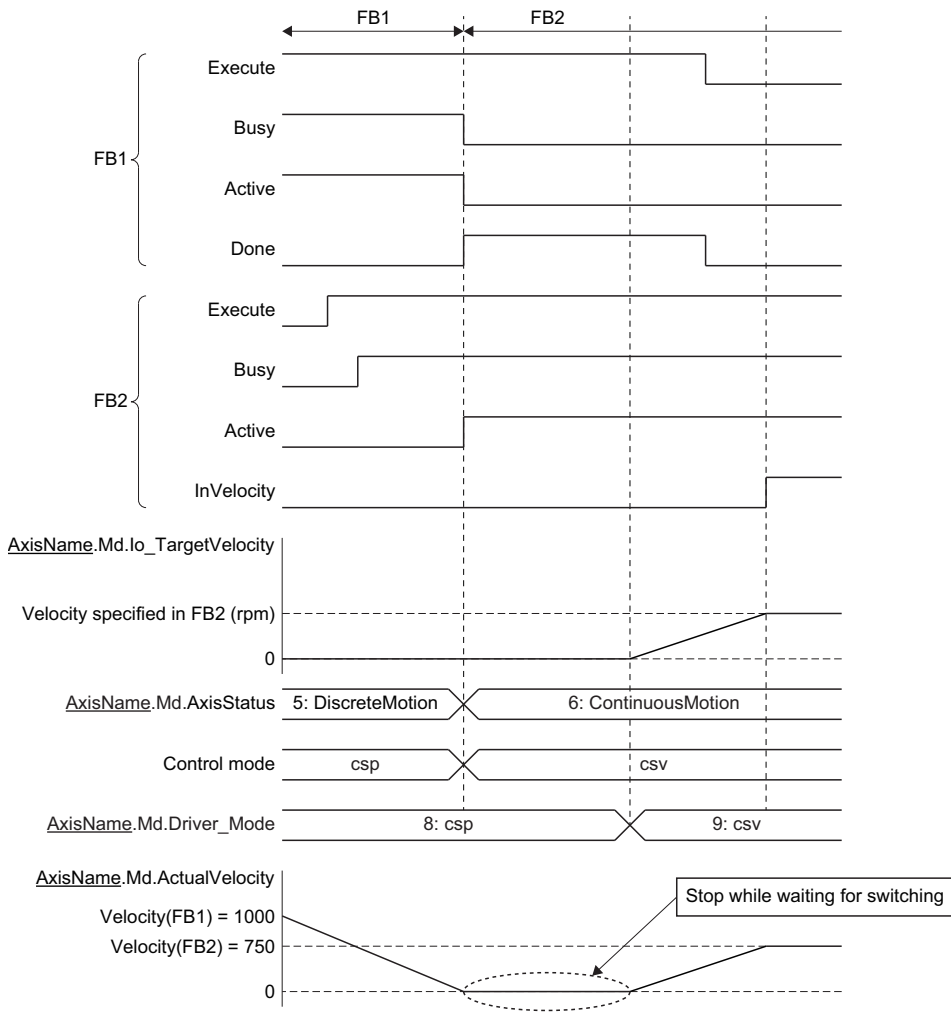 FB1 FB2
Execute
Busy
FB1
Active
Done
Execute
Busy
FB2
Active
InVelocity
AxisName.Md.Io_TargetVelocity
Velocity specified in FB2 (rpm)
0
AxisName.Md.AxisStatus 5: DiscreteMotion 6: ContinuousMotion
Control mode csp csv
AxisName.Md.Driver_Mode 8: csp 9: csv
AxisName.Md.ActualVelocity
Stop while waiting for switching
Velocity(FB1) = 1000
Velocity(FB2) = 750
0